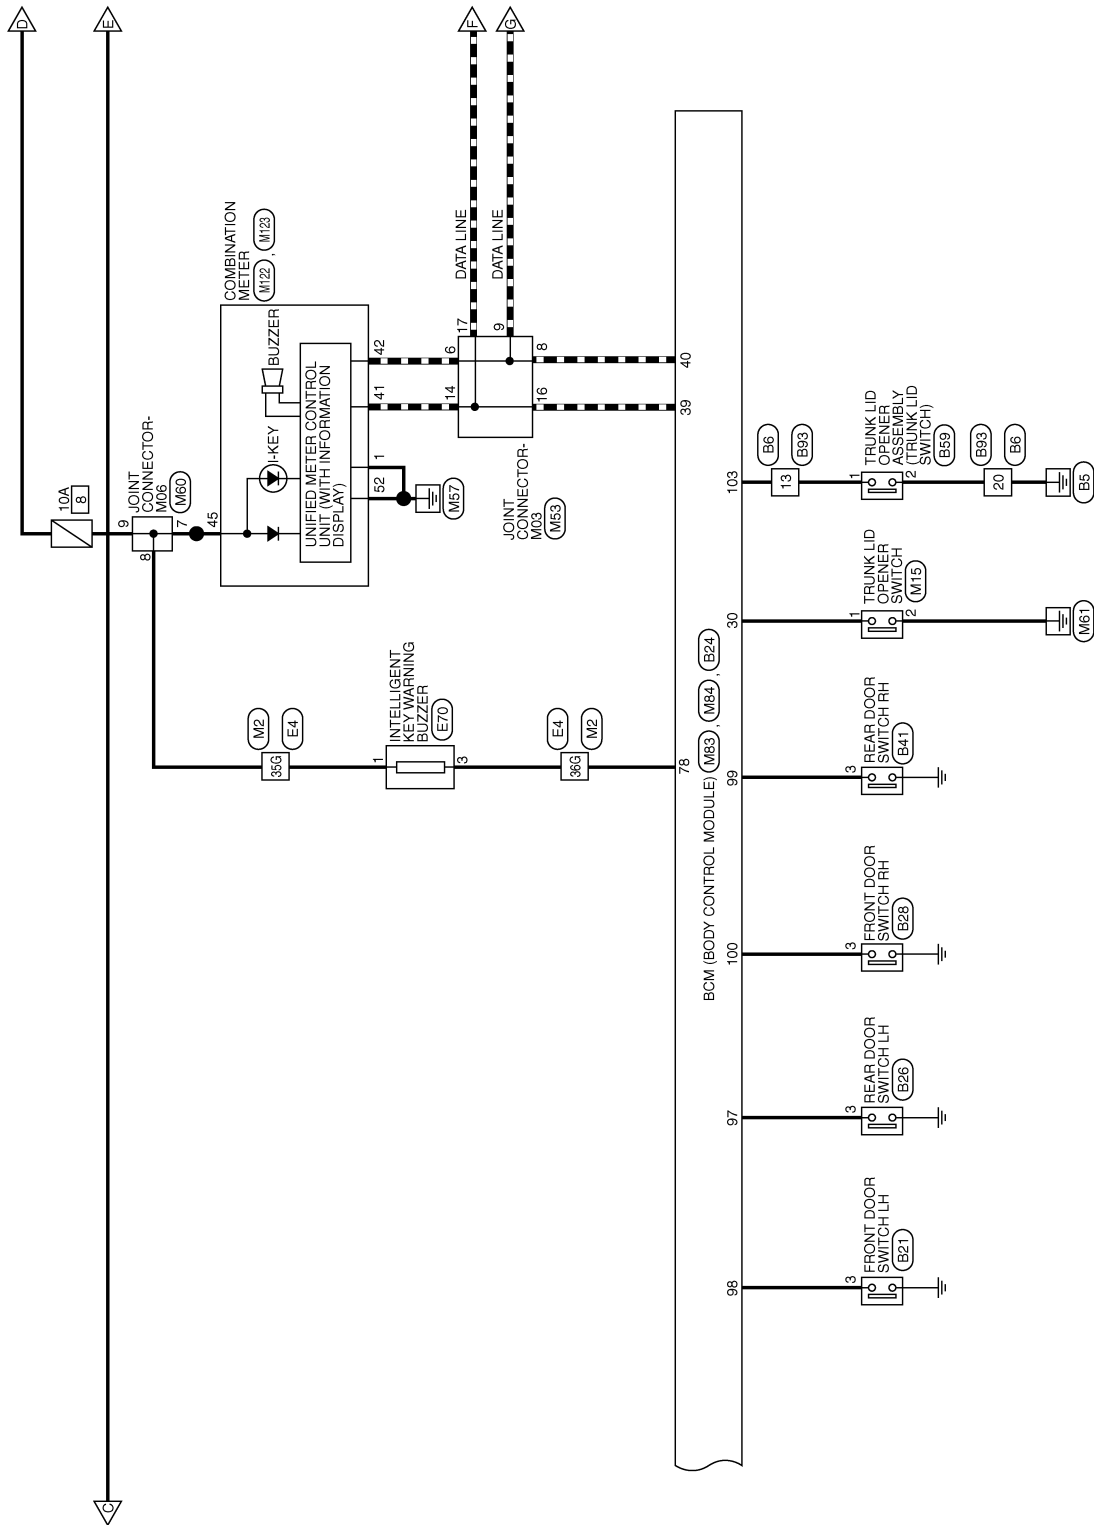 D
E
C
F
G
10A
8
9
JOINT
CONNECTOR-
M06
M60
8
7
45
COMBINATION
METER
M122 , M123
BUZZER
I-KEY
UNIFIED METER CONTROL
UNIT (WITH INFORMATION
DISPLAY)
42
41
1
52
M57
DATA LINE
DATA LINE
17
9
6
14
8
16
JOINT
CONNECTOR-
M03
M53
40
39
M2
E4
35G
INTELLIGENT
KEY WARNING
BUZZER
E70
1
3
E4
M2
36G
78
BCM (BODY CONTROL MODULE) M83 , M84 , B24
98
3
FRONT DOOR
SWITCH LH
B21
97
3
REAR DOOR
SWITCH LH
B26
100
3
FRONT DOOR
SWITCH RH
B28
99
3
REAR DOOR
SWITCH RH
B41
30
1
TRUNK LID
OPENER
SWITCH
M15
2
M61
103
B6
13
B93
1
TRUNK LID
OPENER
ASSEMBLY
(TRUNK LID
SWITCH)
B59
2
B93
20
B6
B5